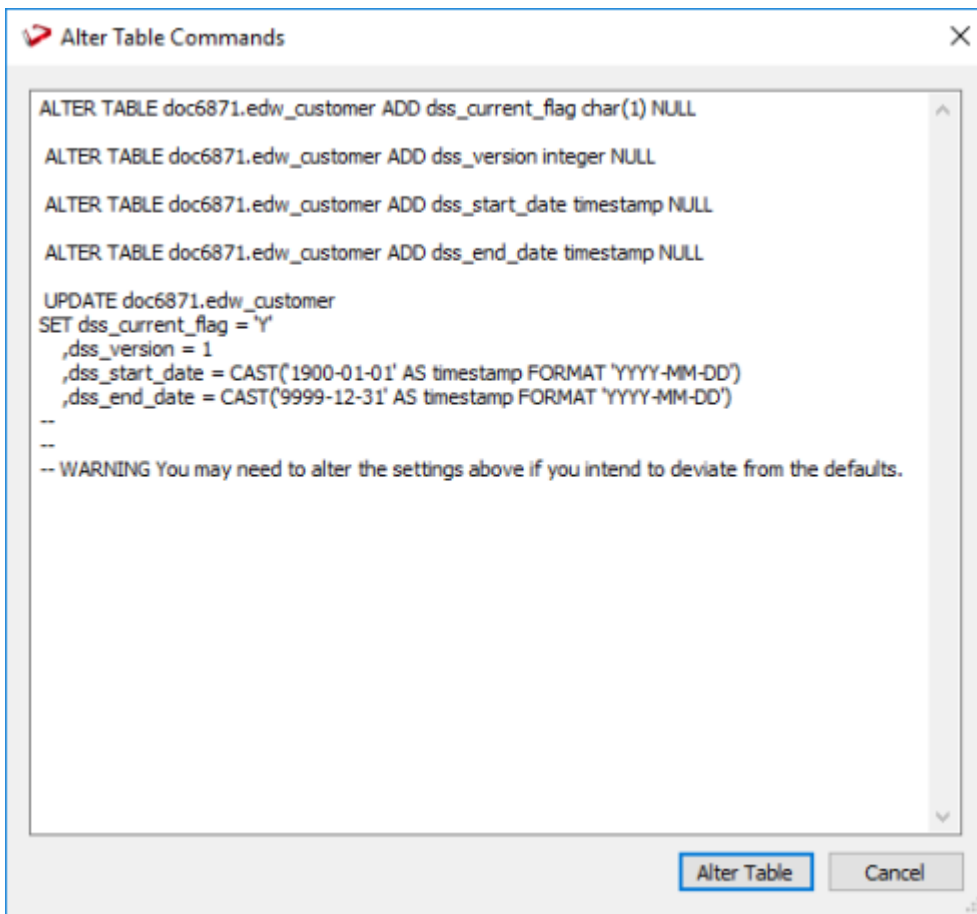 Alter Table Commands
ALTER TABLE doc6871.edw_customer ADD dss_current_flag char(1) NULL
ALTER TABLE doc6871.edw_customer ADD dss_version integer NULL
ALTER TABLE doc6871.edw_customer ADD dss_start_date timestamp NULL
ALTER TABLE doc6871.edw_customer ADD dss_end_date timestamp NULL
UPDATE doc6871.edw_customer
SET dss_current_flag = 'Y'
,dss_version = 1
,dss_start_date = CAST('1900-01-01' AS timestamp FORMAT 'YYYY-MM-DD')
,dss_end_date = CAST('9999-12-31' AS timestamp FORMAT 'YYYY-MM-DD')
--
--
-- WARNING You may need to alter the settings above if you intend to deviate from the defaults.
Alter Table
Cancel